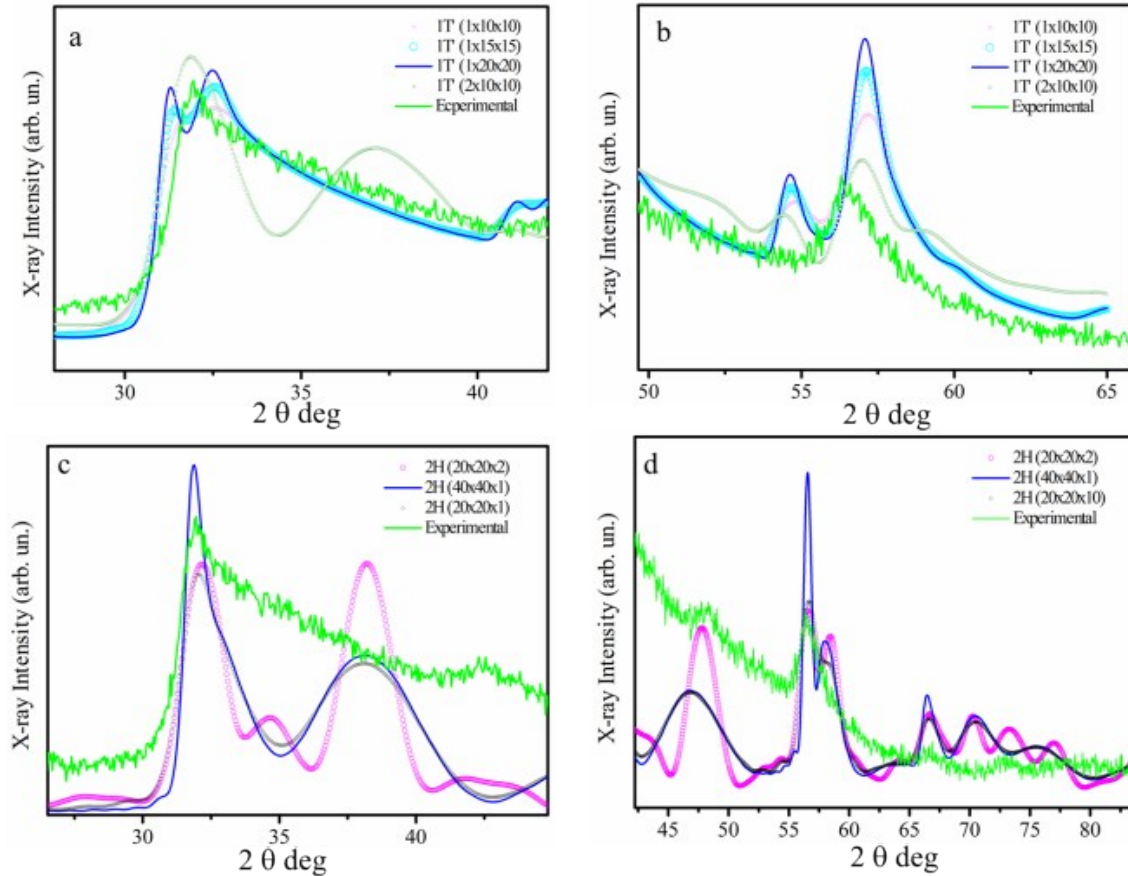 a
1T' (1x10x10)
1T' (1x15x15)
1T' (1x20x20)
1T' (2x10x10)
Ecperimental
X-ray Intensity (arb. un.)
30 35 40
2 θ deg
b
1T' (1x10x10)
1T' (1x15x15)
1T' (1x20x20)
1T' (2x10x10)
Experimental
X-ray Intensity (arb. un.)
50 55 60 65
2 θ deg
c
2H (20x20x2)
2H (40x40x1)
2H (20x20x1)
Experimental
X-ray Intensity (arb. un.)
30 35 40
2 θ deg
d
2H (20x20x2)
2H (40x40x1)
2H (20x20x10)
Experimental
X-ray Intensity (arb. un.)
45 50 55 60 65 70 75 80
2 θ deg